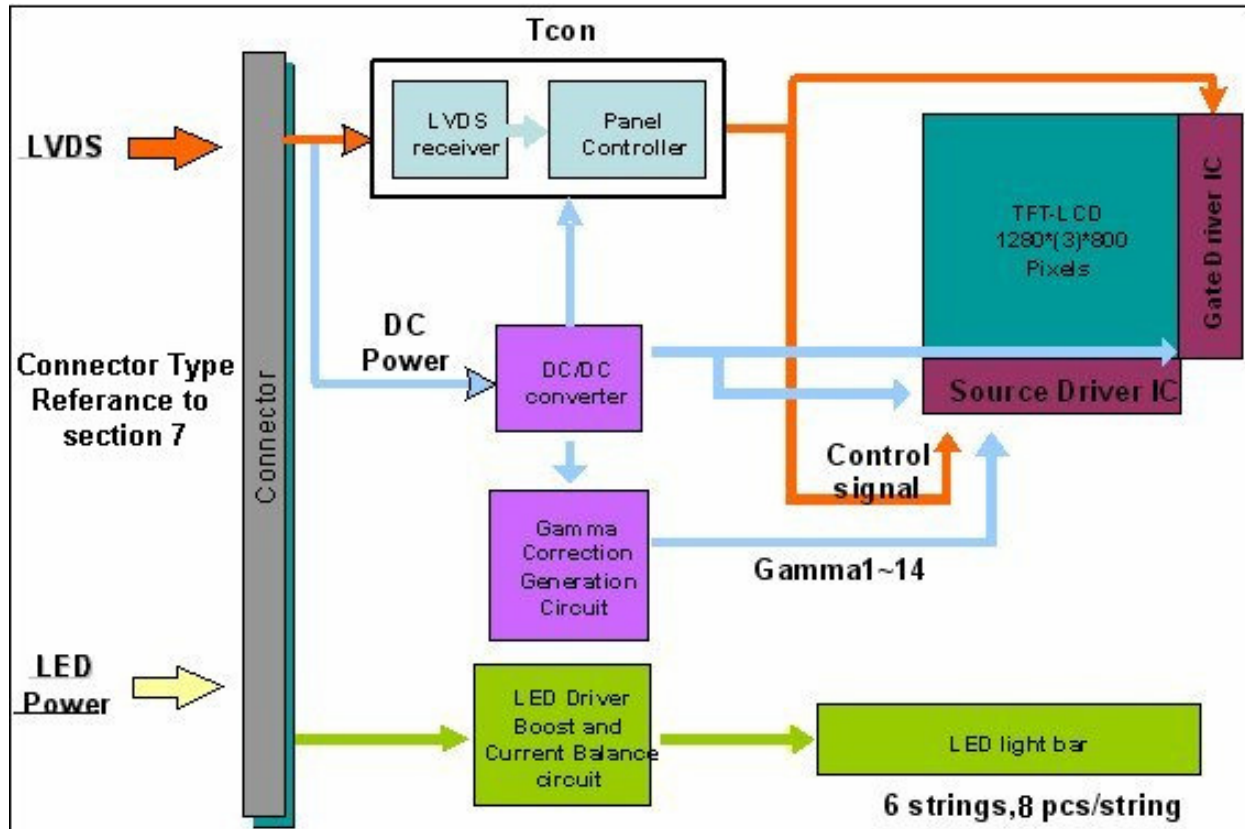 Tcon
LVDS
LVDS
receiver
Panel
Controller
TFT-LCD
1280*(3)*800
Pixels
Gate Driver IC
Source Driver IC
Connector Type
Referance to
section 7
Connector
DC
Power
DC/DC
converter
Control
signal
Gamma
Correction
Generation
Circuit
Gamma1~14
LED
Power
LED Driver
Boost and
Current Balance
circuit
LED light bar
6 strings,8 pcs/string